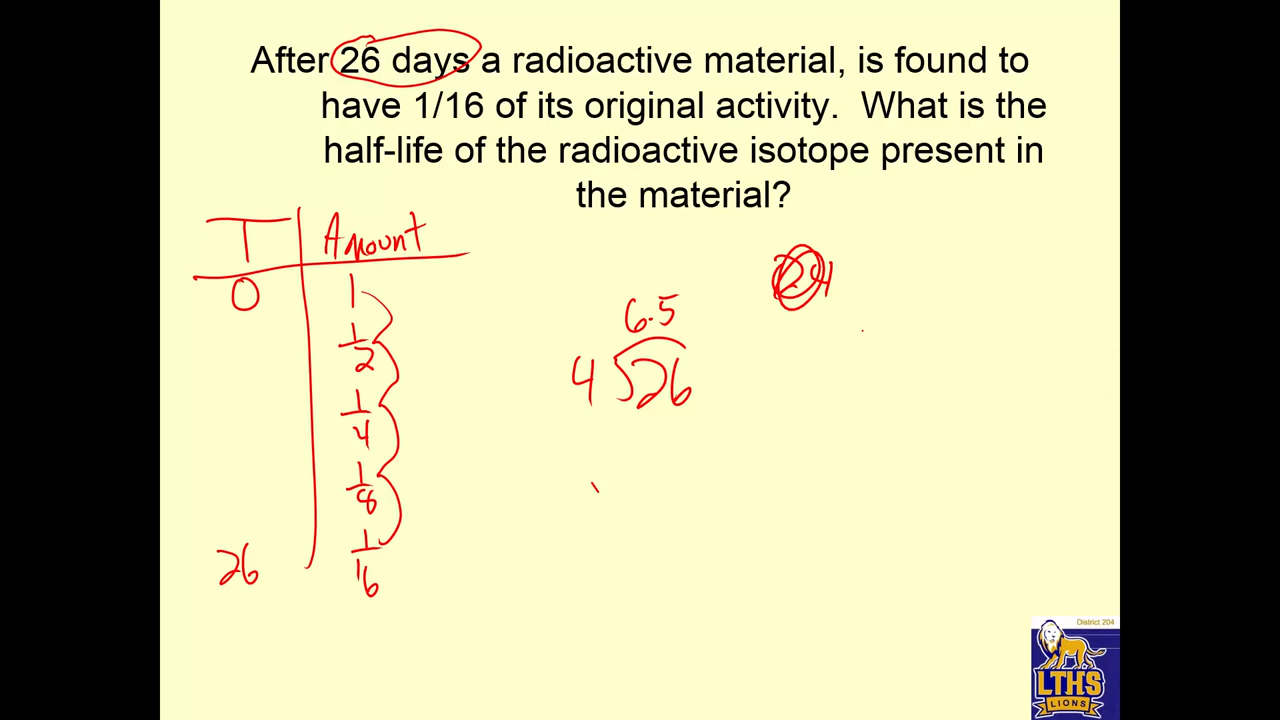 After 26 days a radioactive material, is found to
have 1/16 of its original activity. What is the
half-life of the radioactive isotope present in
the material?
T Amount
0 1
1/2
1/4
1/8
26 1/16
6.5
4 26
District 204
LTHS
LIONS